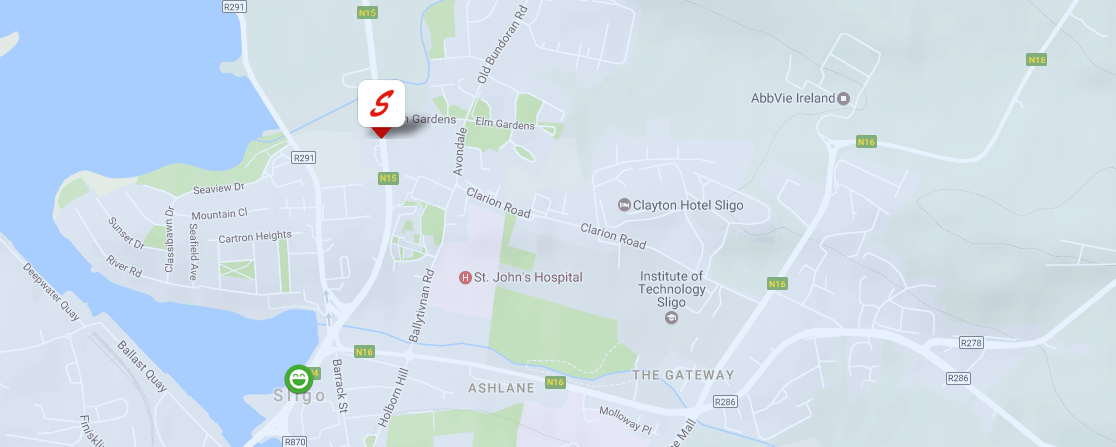 R291
N15
Old Bundoran Rd
N16
AbbVie Ireland
S
Gardens
Elm Gardens
N16
R291
Avondale
N15
Seaview Dr
Clarion Road
Clayton Hotel Sligo
Mountain Cl
Classibawn Dr
Seafield Ave
Sunset Dr
Cartron Heights
Clarion Road
River Rd
H
St. John's Hospital
Institute of
Technology
Sligo
Deepwater Quay
Ballytivnan Rd
N16
Ballast Quay
N16
R278
Barrack St
Sligo
Holborn Hill
ASHLANE
N16
THE GATEWAY
R286
R286
Molloway Pl
Mall
R870